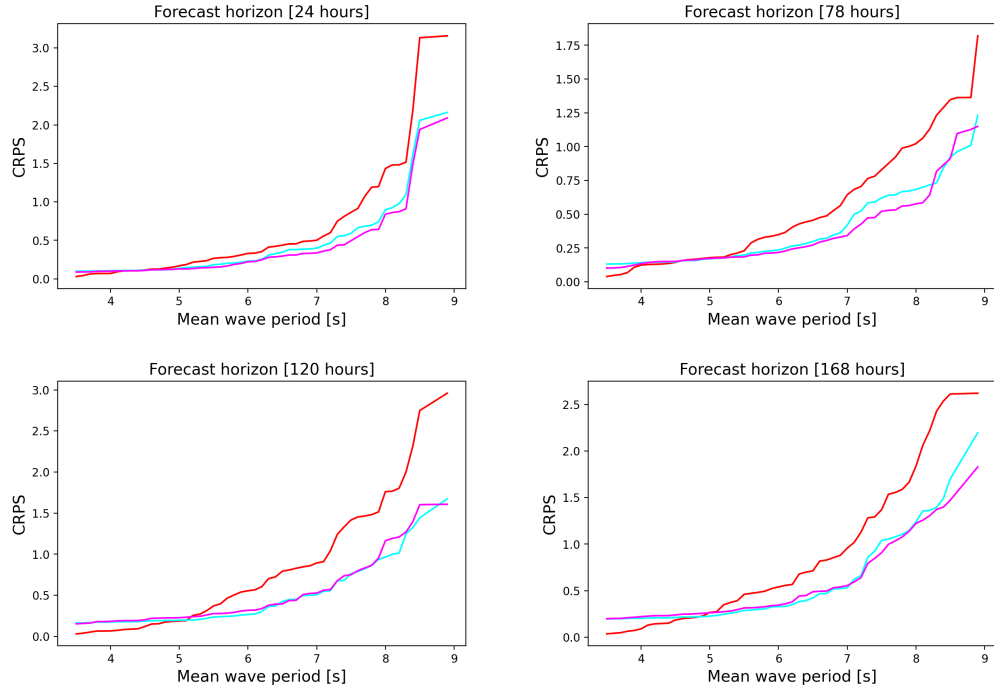 Forecast horizon [24 hours]
CRPS
3.0
2.5
2.0
1.5
1.0
0.5
0.0
4 5 6 7 8 9
Mean wave period [s]
Forecast horizon [78 hours]
CRPS
1.75
1.50
1.25
1.00
0.75
0.50
0.25
0.00
4 5 6 7 8 9
Mean wave period [s]
Forecast horizon [120 hours]
CRPS
3.0
2.5
2.0
1.5
1.0
0.5
0.0
4 5 6 7 8 9
Mean wave period [s]
Forecast horizon [168 hours]
CRPS
2.5
2.0
1.5
1.0
0.5
0.0
4 5 6 7 8 9
Mean wave period [s]